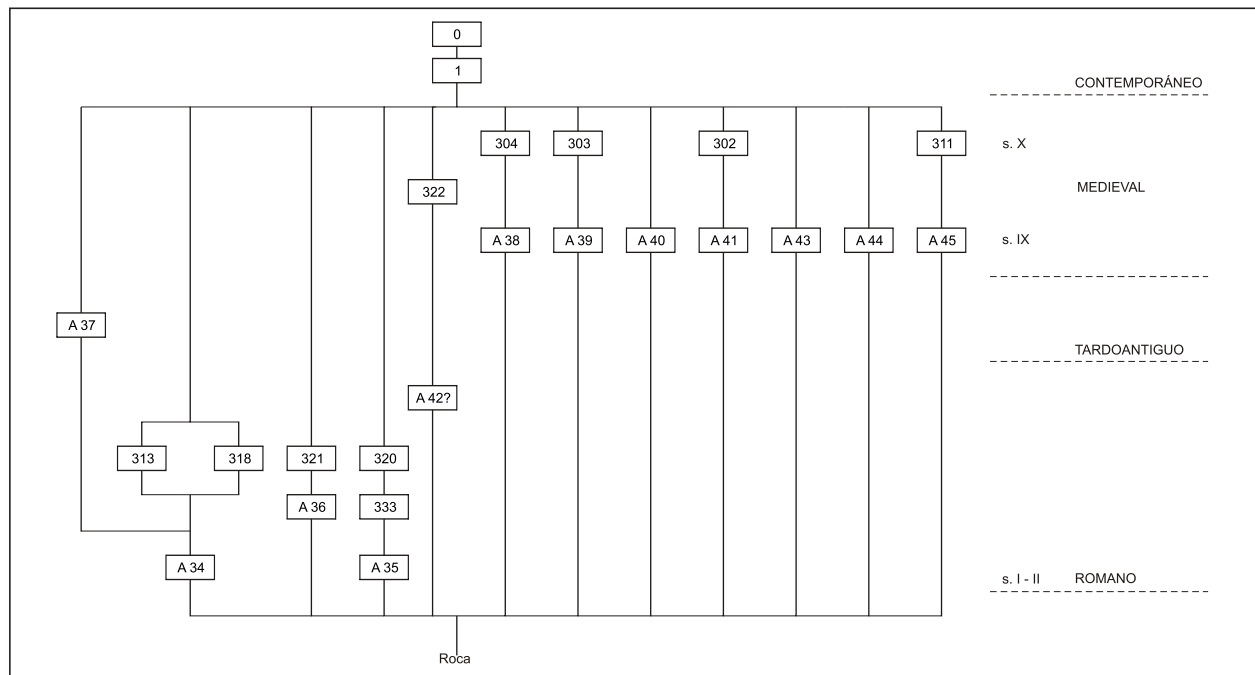 0
1
CONTEMPORÁNEO
304
303
302
311
s. X
322
MEDIEVAL
A 38
A 39
A 40
A 41
A 43
A 44
A 45
s. IX
A 37
TARDOANTIGUO
A 42?
313
318
321
320
A 36
333
A 34
A 35
s. I - II
ROMANO
Roca